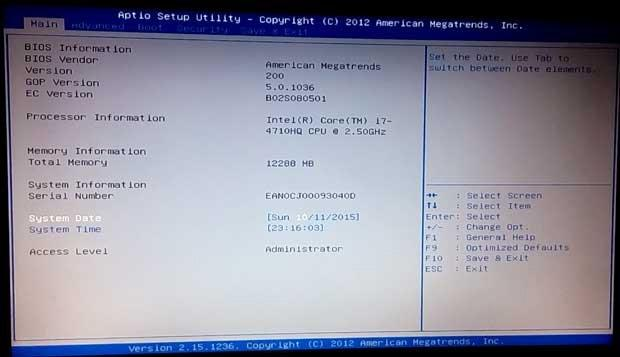 Aptio Setup Utility - Copyright (C) 2012 American Megatrends, Inc.
Main Advanced Boot Security Save & Exit
BIOS Information
BIOS Vendor American Megatrends
Version 200
GOP Version 5.0.1036
EC Version B02S080501
Processor Information Intel(R) Core(TM) i7-
4710HQ CPU @ 2.50GHz
Memory Information
Total Memory 12288 MB
System Information
Serial Number EAN0CJ00093040D
System Date [Sun 10/11/2015]
System Time [23:16:03]
Access Level Administrator
Set the Date. Use Tab to
switch between Date elements.
→← : Select Screen
↑↓ : Select Item
Enter: Select
+/- : Change Opt.
F1 : General Help
F9 : Optimized Defaults
F10 : Save & Exit
ESC : Exit
Version 2.15.1236. Copyright (C) 2012 American Megatrends, Inc.